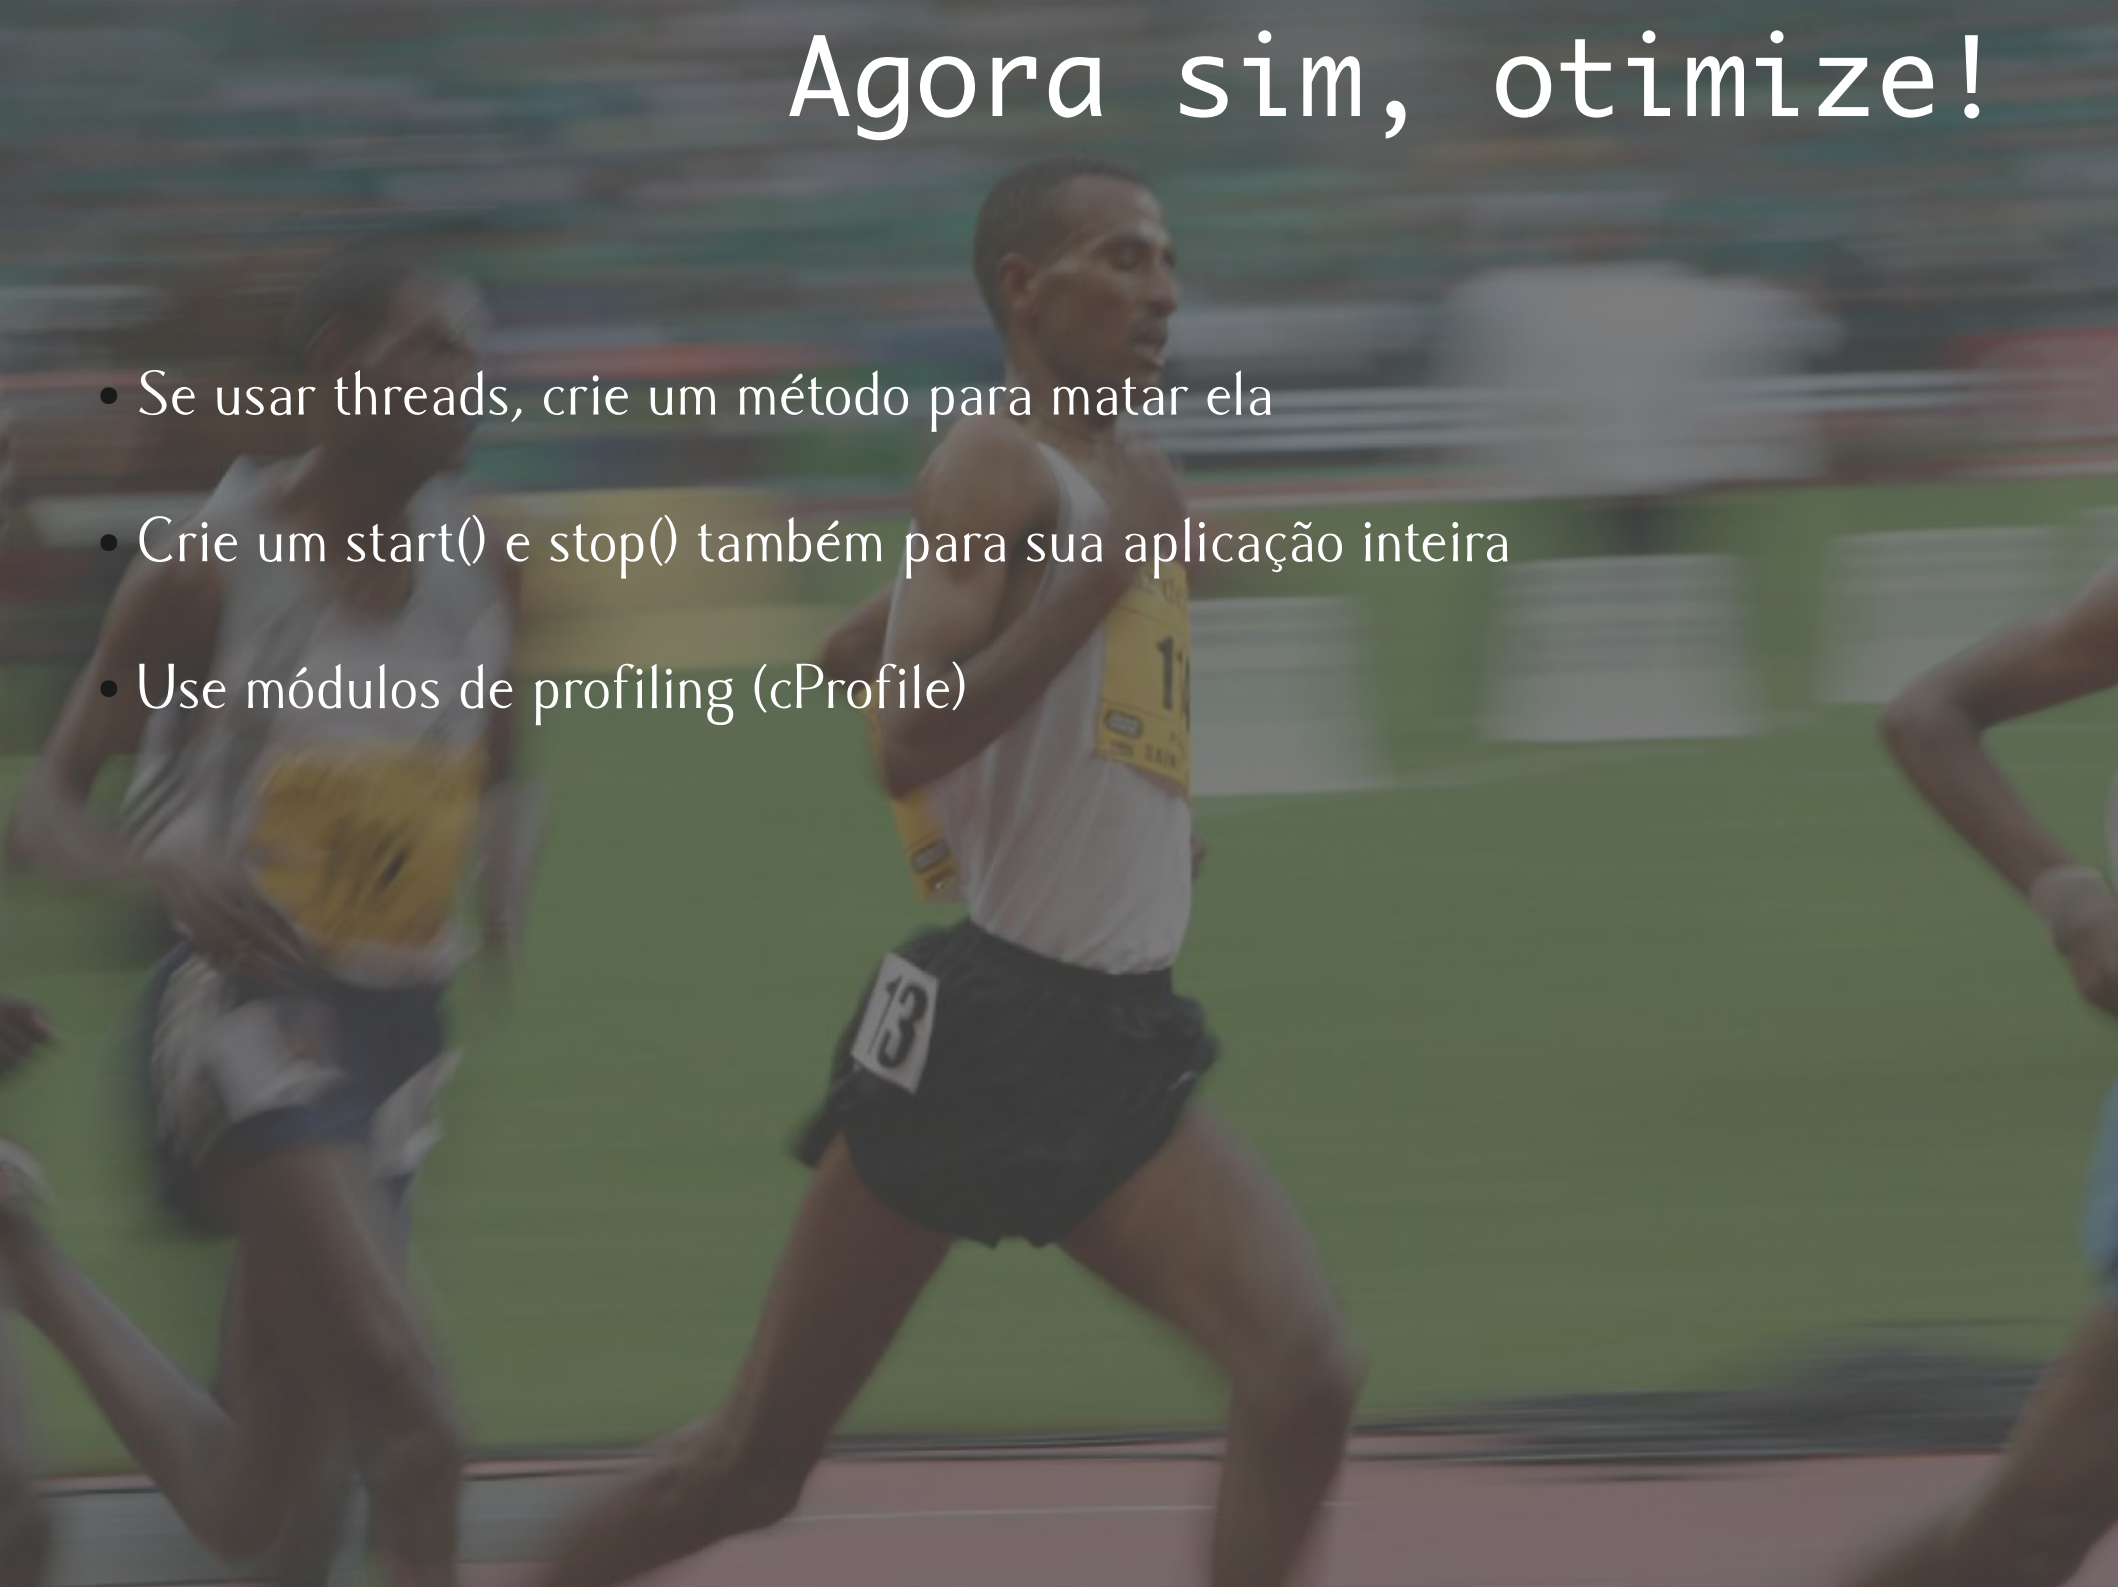 Agora sim, otimize!
• Se usar threads, crie um método para matar ela
• Crie um start() e stop() também para sua aplicação inteira
• Use módulos de profiling (cProfile)
13